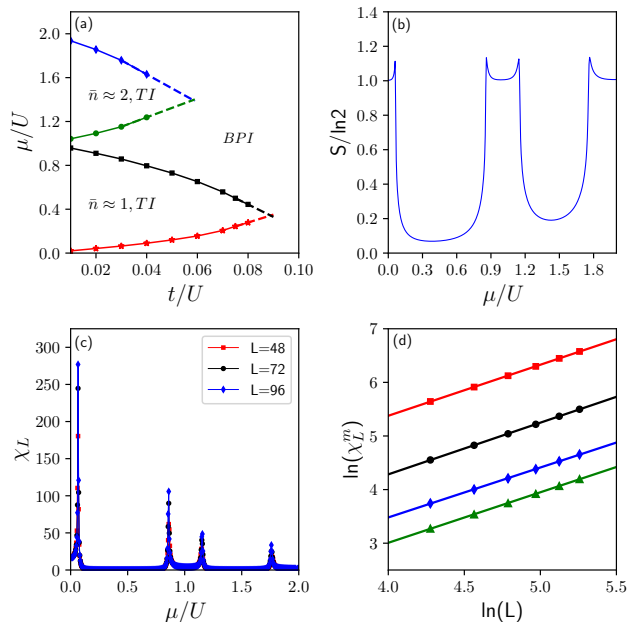 (a)
2.0
1.6
1.2
0.8
0.4
0.0
μ/U
n̄ ≈ 2, TI
BPI
n̄ ≈ 1, TI
0.02 0.04 0.06 0.08 0.10
t/U
(b)
1.4
1.2
1.0
0.8
0.6
0.4
0.2
0.0
S/ln2
0.0 0.3 0.6 0.9 1.2 1.5 1.8
μ/U
(c)
300
250
200
150
100
50
0
χ_L
L=48
L=72
L=96
0.0 0.5 1.0 1.5 2.0
μ/U
(d)
7
6
5
4
3
ln(χ_L^m)
4.0 4.5 5.0 5.5
ln(L)